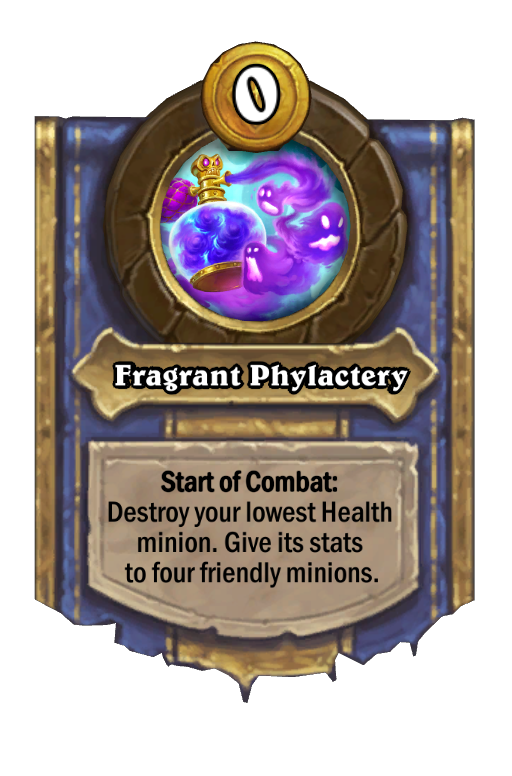 0
Fragrant Phylactery
Start of Combat:
Destroy your lowest Health
minion. Give its stats
to four friendly minions.